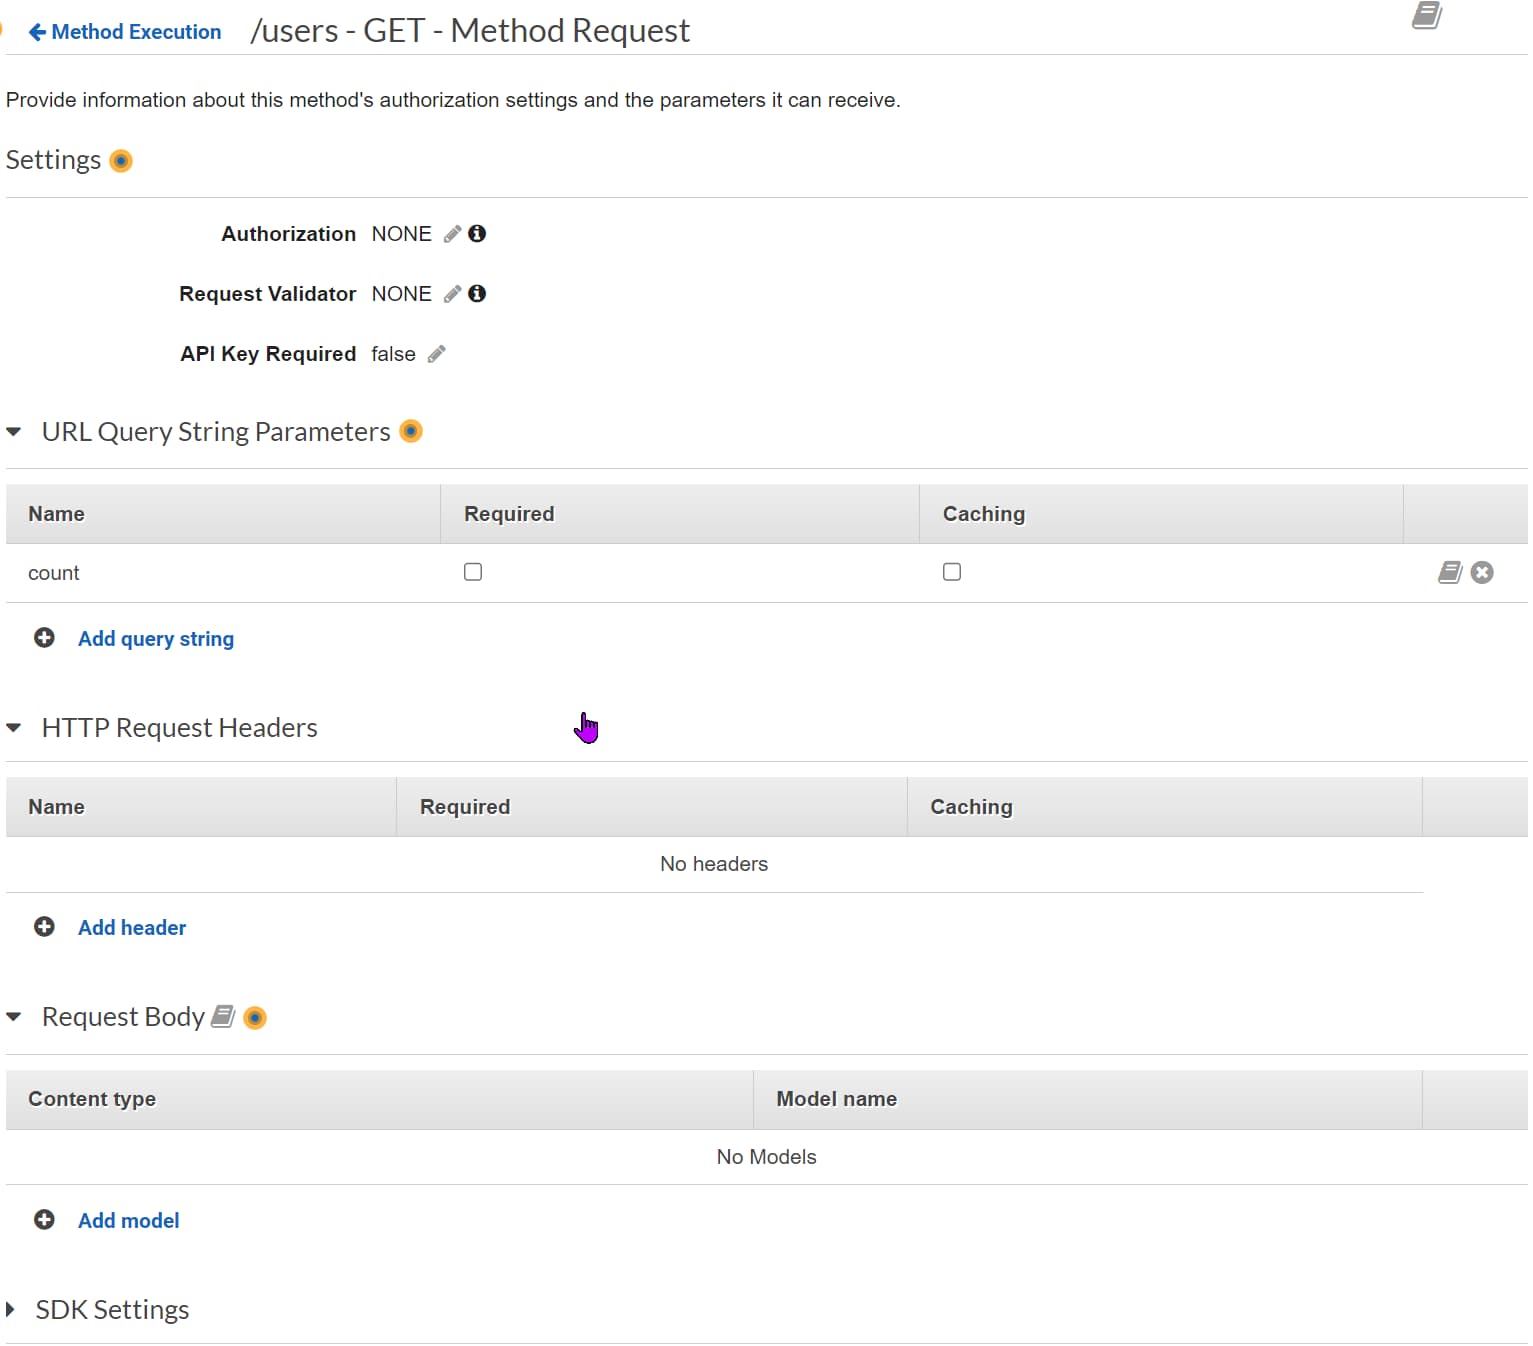 Method Execution /users - GET - Method Request
Provide information about this method's authorization settings and the parameters it can receive.
Settings
Authorization NONE
Request Validator NONE
API Key Required false
URL Query String Parameters
Name Required Caching
count
Add query string
HTTP Request Headers
Name Required Caching
No headers
Add header
Request Body
Content type Model name
No Models
Add model
SDK Settings